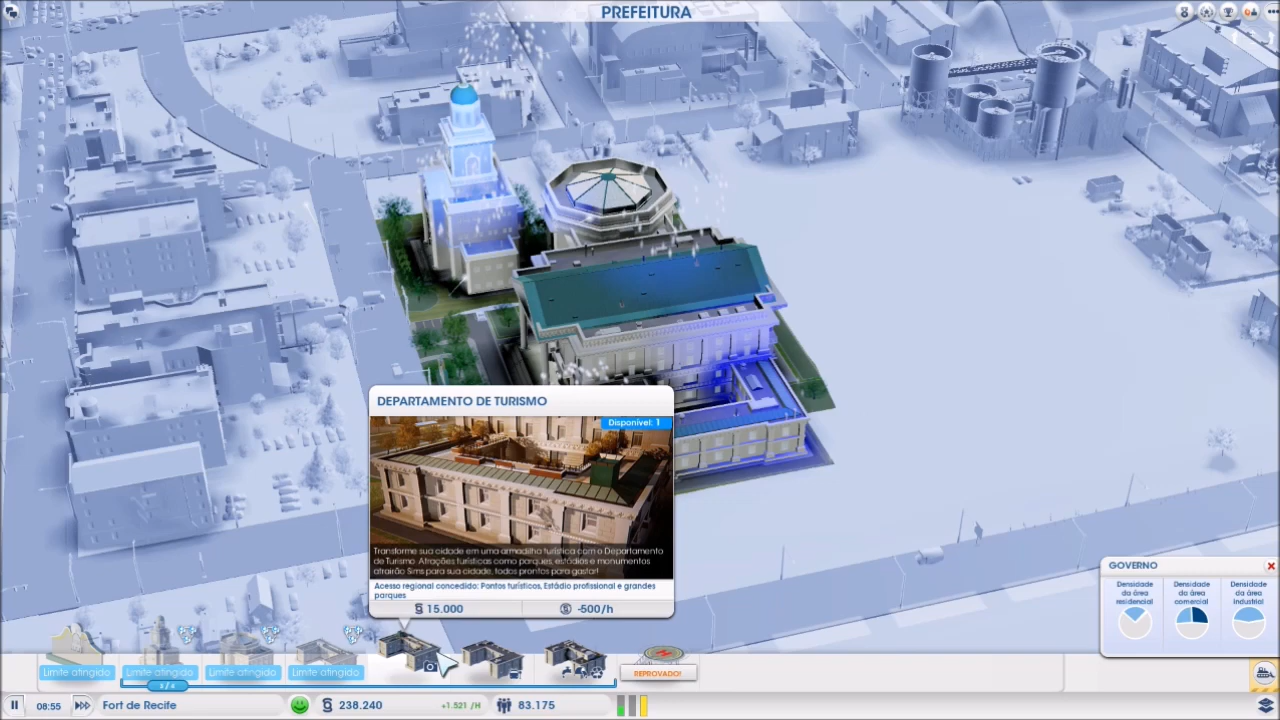 PREFEITURA
DEPARTAMENTO DE TURISMO
Disponível: 1
Transforme sua cidade em uma armadilha turística com o Departamento
de Turismo. Atrações turísticas como parques, estádios e monumentos
atrairão Sims para sua cidade, todos prontos para gastar!
Acesso regional concedido: Pontos turísticos, Estádio profissional e grandes
parques
15.000
-500/h
GOVERNO
Densidade
da área
residencial
Densidade
da área
comercial
Densidade
da área
industrial
Limite atingido
Limite atingido
Limite atingido
Limite atingido
REPROVADO!
3 / 4
08:55
Fort de Recife
238.240
+1.521 /H
83.175